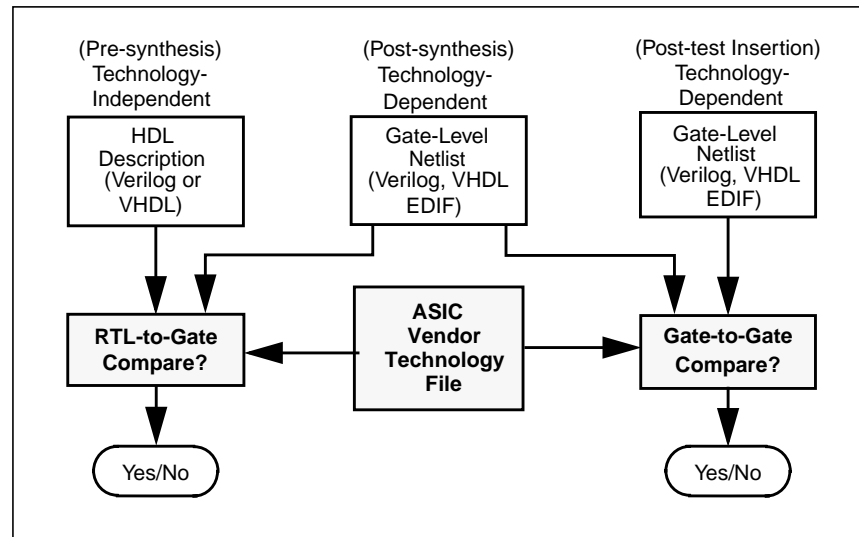 (Pre-synthesis)
Technology-
Independent
(Post-synthesis)
Technology-
Dependent
(Post-test Insertion)
Technology-
Dependent
HDL
Description
(Verilog or
VHDL)
Gate-Level
Netlist
(Verilog, VHDL
EDIF)
Gate-Level
Netlist
(Verilog, VHDL
EDIF)
RTL-to-Gate
Compare?
ASIC
Vendor
Technology
File
Gate-to-Gate
Compare?
Yes/No
Yes/No